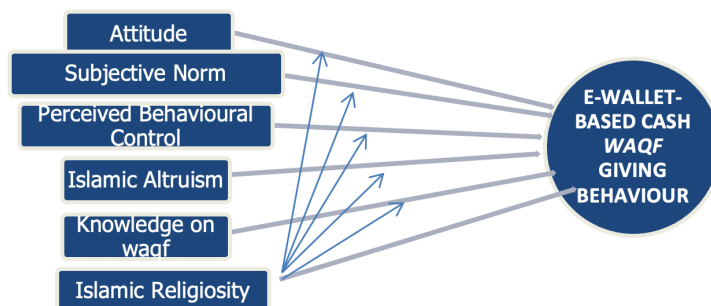 Attitude
Subjective Norm
Perceived Behavioural
Control
Islamic Altruism
Knowledge on
waqf
Islamic Religiosity
E-WALLET-
BASED CASH
WAQF
GIVING
BEHAVIOUR